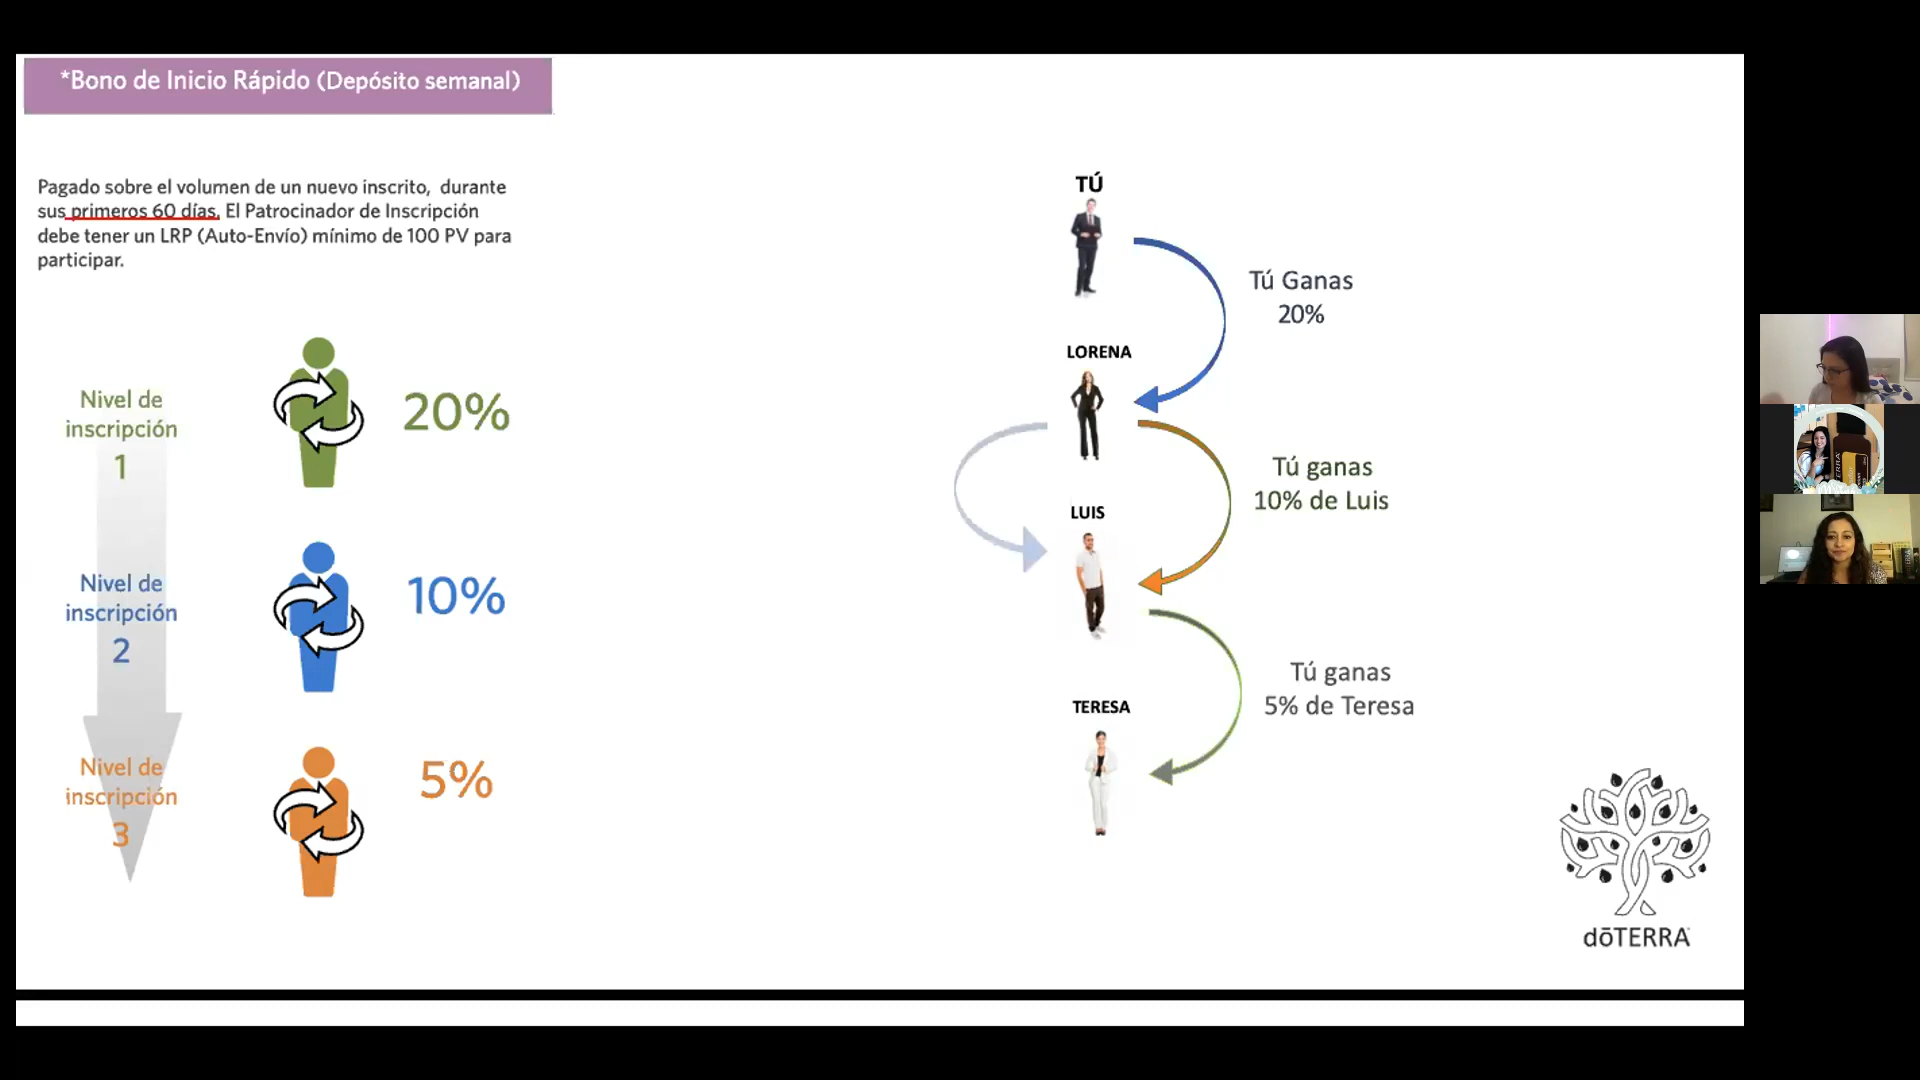 *Bono de Inicio Rápido (Depósito semanal)
Pagado sobre el volumen de un nuevo inscrito, durante
sus primeros 60 días. El Patrocinador de Inscripción
debe tener un LRP (Auto-Envío) mínimo de 100 PV para
participar.
Nivel de
inscripción
1
20%
Nivel de
inscripción
2
10%
Nivel de
inscripción
3
5%
TÚ
Tú Ganas
20%
LORENA
Tú ganas
10% de Luis
LUIS
Tú ganas
5% de Teresa
TERESA
dōTERRA